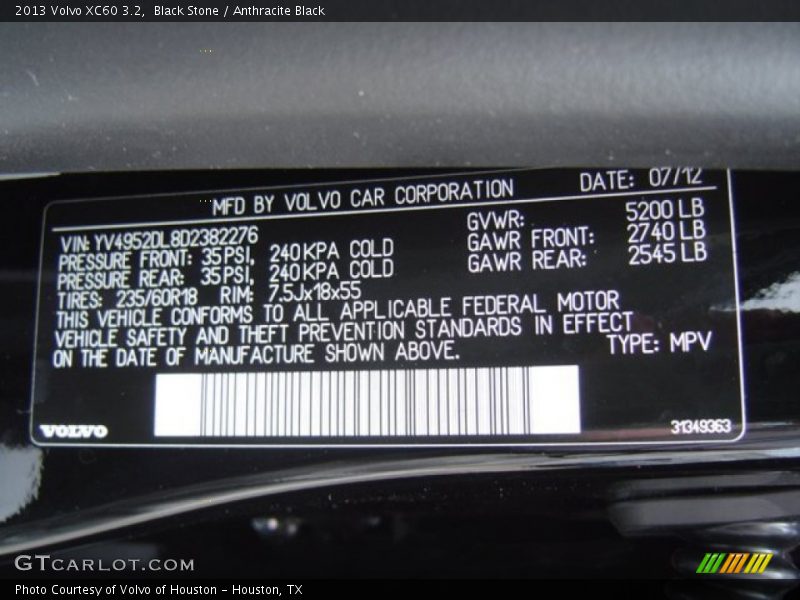 2013 Volvo XC60 3.2, Black Stone / Anthracite Black
DATE: 07/12
MFD BY VOLVO CAR CORPORATION
VIN: YV4952DL8D2382276
PRESSURE FRONT: 35 PSI, 240 KPA COLD
PRESSURE REAR: 35 PSI, 240 KPA COLD
TIRES: 235/60R18 RIM: 7,5Jx18x55
GVWR: 5200 LB
GAWR FRONT: 2740 LB
GAWR REAR: 2545 LB
THIS VEHICLE CONFORMS TO ALL APPLICABLE FEDERAL MOTOR
VEHICLE SAFETY AND THEFT PREVENTION STANDARDS IN EFFECT
ON THE DATE OF MANUFACTURE SHOWN ABOVE.
TYPE: MPV
VOLVO
31349363
GTCARLOT.COM
Photo Courtesy of Volvo of Houston - Houston, TX